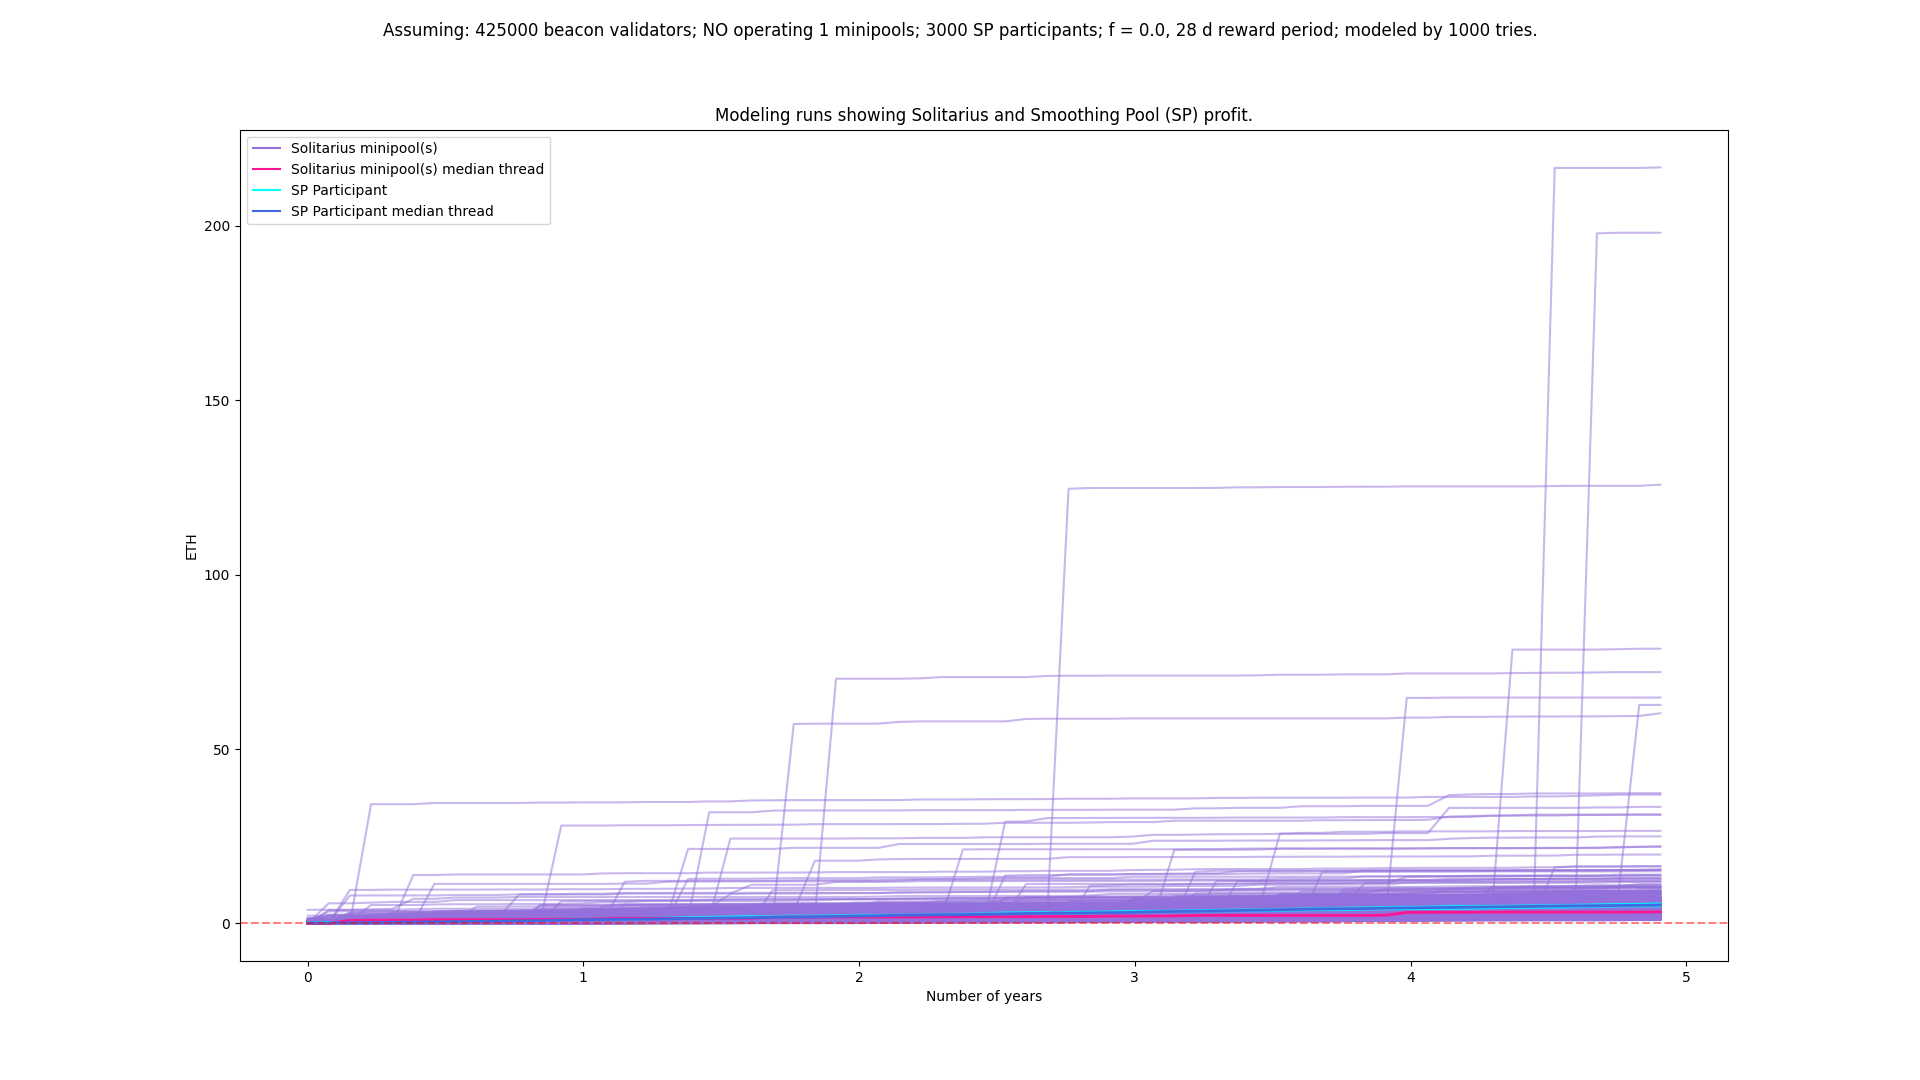 Assuming: 425000 beacon validators; NO operating 1 minipools; 3000 SP participants; f = 0.0, 28 d reward period; modeled by 1000 tries.
Modeling runs showing Solitarius and Smoothing Pool (SP) profit.
Solitarius minipool(s)
Solitarius minipool(s) median thread
SP Participant
SP Participant median thread
200
150
100
50
0
ETH
0 1 2 3 4 5
Number of years